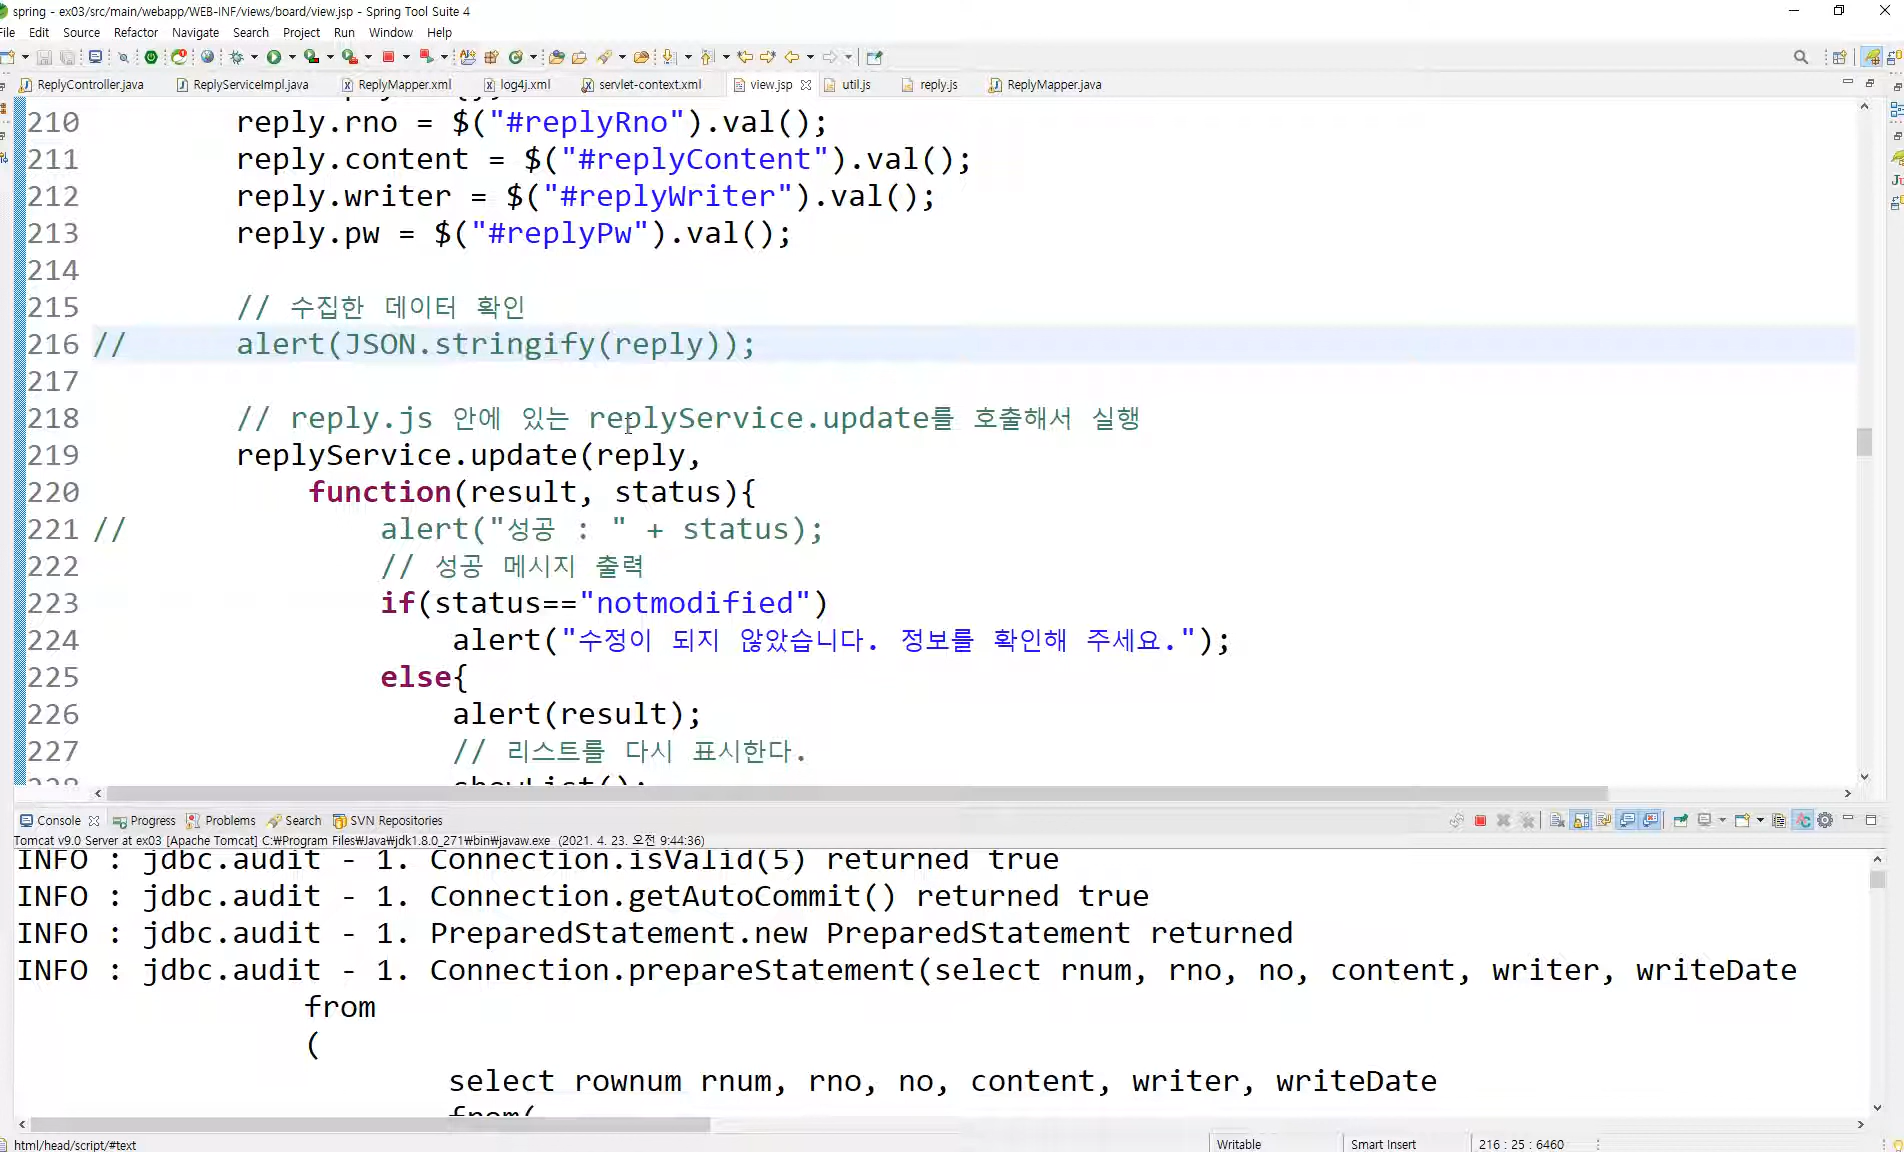 spring - ex03/src/main/webapp/WEB-INF/views/board/view.jsp - Spring Tool Suite 4
File Edit Source Refactor Navigate Search Project Run Window Help
ReplyController.java ReplyServiceImpl.java ReplyMapper.xml log4j.xml servlet-context.xml view.jsp util.js reply.js ReplyMapper.java
210 reply.rno = $("#replyRno").val();
211 reply.content = $("#replyContent").val();
212 reply.writer = $("#replyWriter").val();
213 reply.pw = $("#replyPw").val();
214
215 // 수집한 데이터 확인
216 // alert(JSON.stringify(reply));
217
218 // reply.js 안에 있는 replyService.update를 호출해서 실행
219 replyService.update(reply,
220 function(result, status){
221 // alert("성공 : " + status);
222 // 성공 메시지 출력
223 if(status=="notmodified")
224 alert("수정이 되지 않았습니다. 정보를 확인해 주세요.");
225 else{
226 alert(result);
227 // 리스트를 다시 표시한다.
228 showList();
Console Progress Problems Search SVN Repositories
Tomcat v9.0 Server at ex03 [Apache Tomcat] C:₩Program Files₩Java₩jdk1.8.0_271₩bin₩javaw.exe (2021. 4. 23. 오전 9:44:36)
INFO : jdbc.audit - 1. Connection.isValid(5) returned true
INFO : jdbc.audit - 1. Connection.getAutoCommit() returned true
INFO : jdbc.audit - 1. PreparedStatement.new PreparedStatement returned
INFO : jdbc.audit - 1. Connection.prepareStatement(select rnum, rno, no, content, writer, writeDate
from
(
select rownum rnum, rno, no, content, writer, writeDate
from(
html/head/script/#text Writable Smart Insert 216 : 25 : 6460